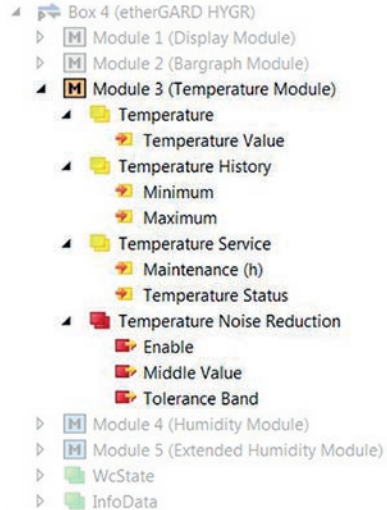 Box 4 (etherGARD HYGR)
M Module 1 (Display Module)
M Module 2 (Bargraph Module)
M Module 3 (Temperature Module)
Temperature
Temperature Value
Temperature History
Minimum
Maximum
Temperature Service
Maintenance (h)
Temperature Status
Temperature Noise Reduction
Enable
Middle Value
Tolerance Band
M Module 4 (Humidity Module)
M Module 5 (Extended Humidity Module)
WcState
InfoData